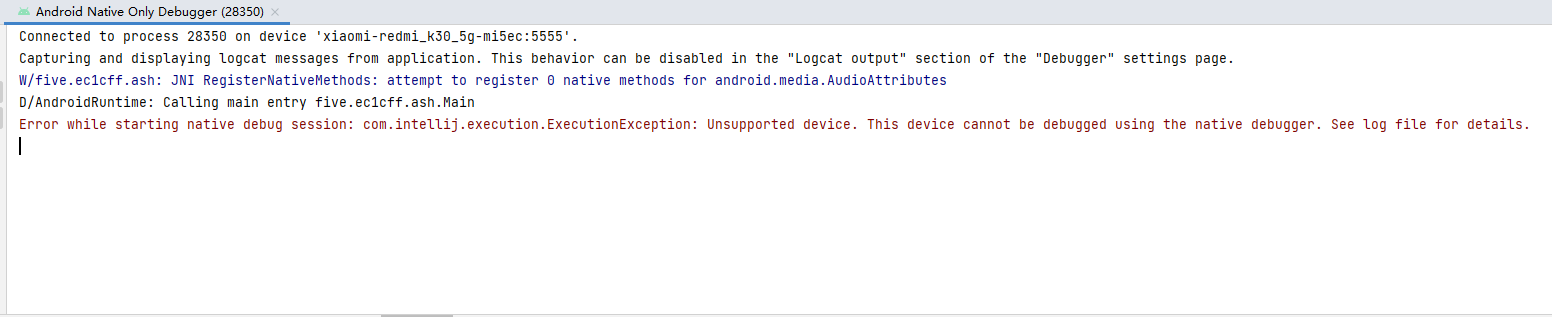 Android Native Only Debugger (28350)
Connected to process 28350 on device 'xiaomi-redmi_k30_5g-mi5ec:5555'.
Capturing and displaying logcat messages from application. This behavior can be disabled in the "Logcat output" section of the "Debugger" settings page.
W/five.ec1cff.ash: JNI RegisterNativeMethods: attempt to register 0 native methods for android.media.AudioAttributes
D/AndroidRuntime: Calling main entry five.ec1cff.ash.Main
Error while starting native debug session: com.intellij.execution.ExecutionException: Unsupported device. This device cannot be debugged using the native debugger. See log file for details.